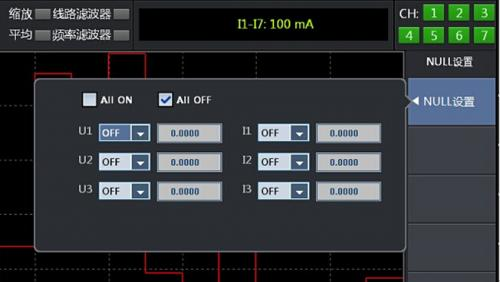 缩放 线路滤波器
I1-I7: 100 mA
CH: 1 2 3
平均 频率滤波器
4 5 6 7
NULL设置
All ON All OFF
NULL设置
U1 OFF 0.0000 I1 OFF 0.0000
U2 OFF 0.0000 I2 OFF 0.0000
U3 OFF 0.0000 I3 OFF 0.0000